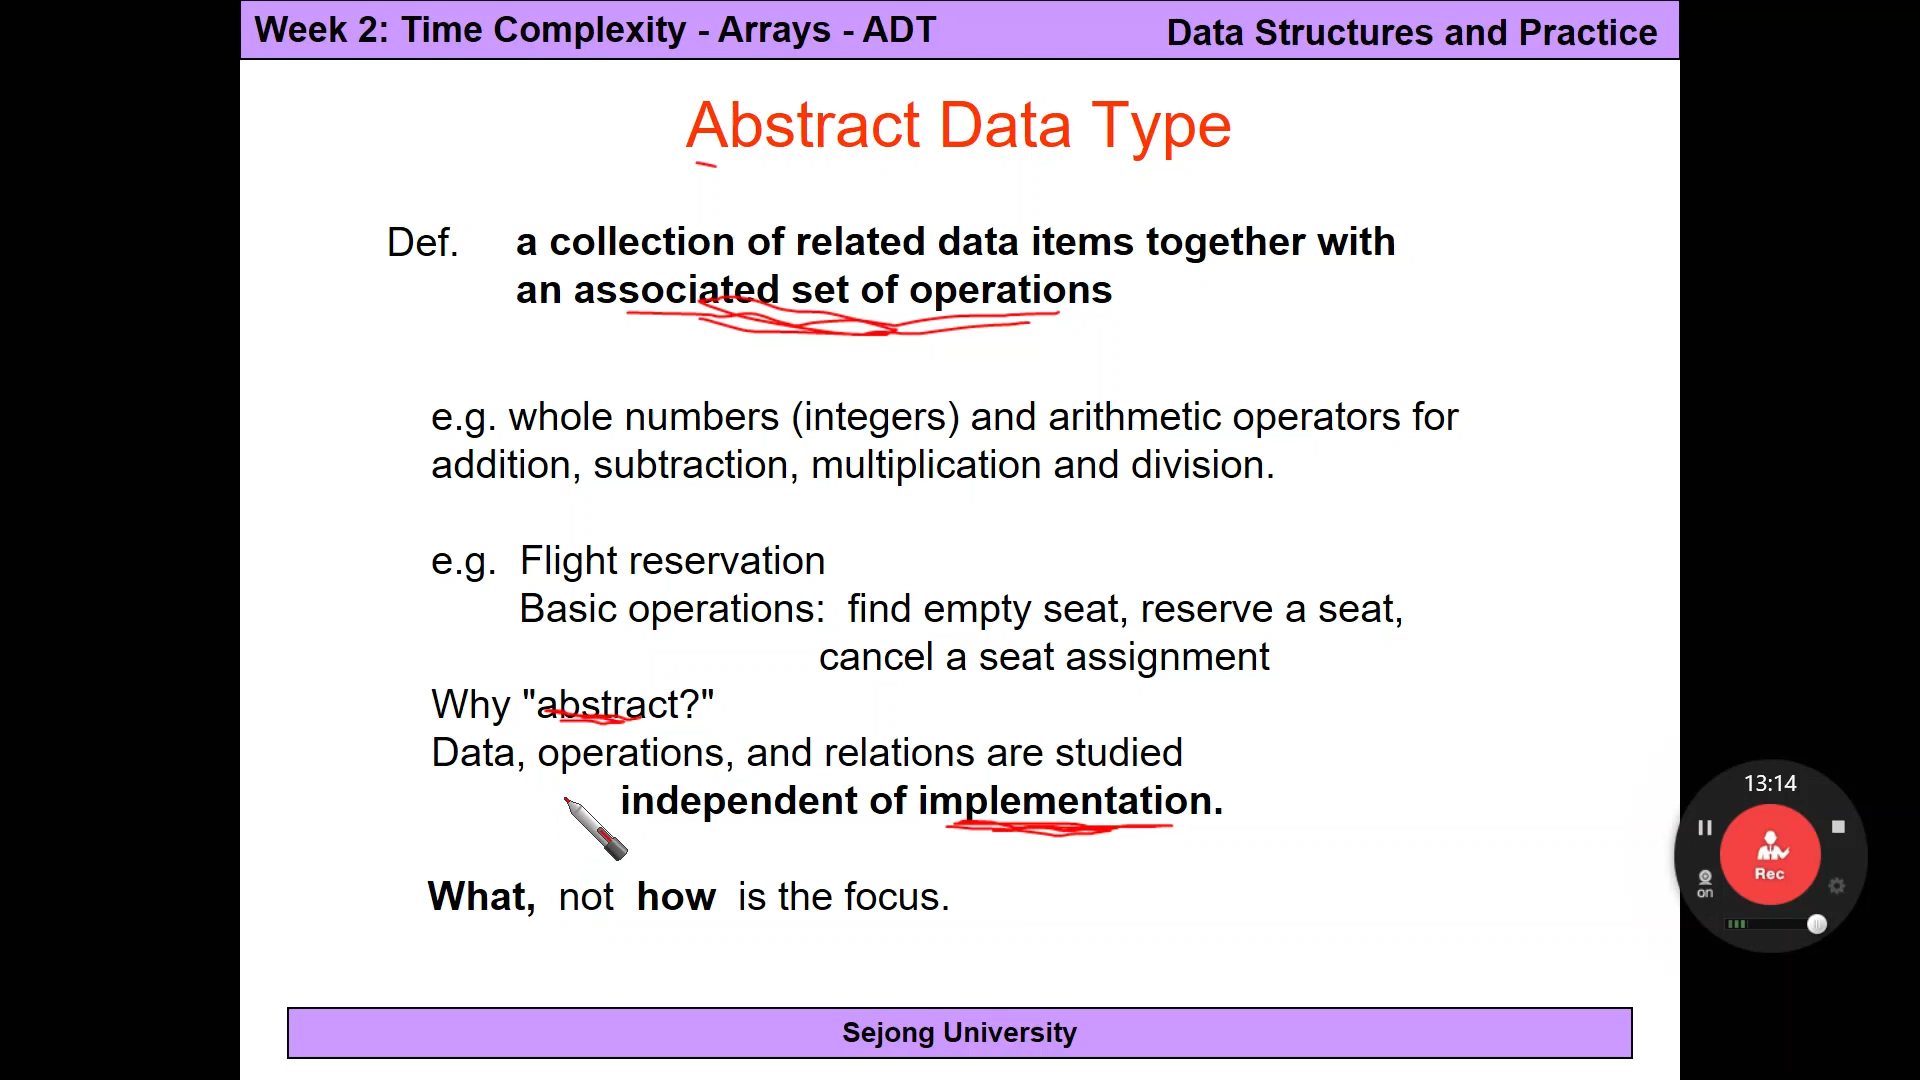 Week 2: Time Complexity - Arrays - ADT
Data Structures and Practice
Abstract Data Type
Def. a collection of related data items together with
an associated set of operations
e.g. whole numbers (integers) and arithmetic operators for
addition, subtraction, multiplication and division.
e.g. Flight reservation
Basic operations: find empty seat, reserve a seat,
cancel a seat assignment
Why "abstract?"
Data, operations, and relations are studied
independent of implementation.
What, not how is the focus.
Sejong University
13:14
Rec
on